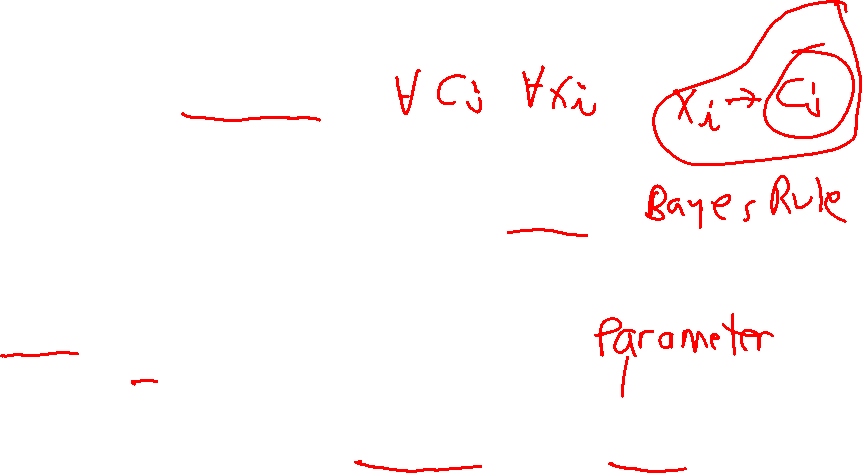 ∀ Cj ∀ Xi Xi → Cj
Bayes Rule
Parameter